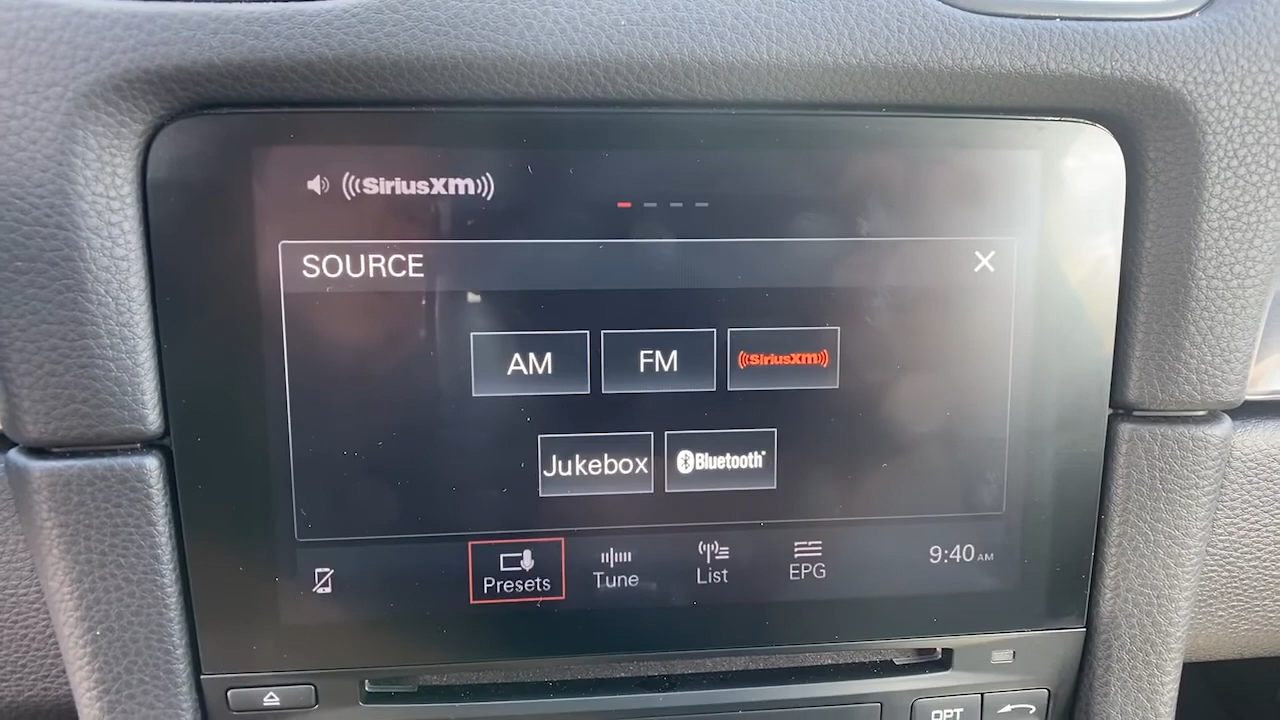 ((SiriusXM))
SOURCE
AM
FM
((SiriusXM))
Jukebox
Bluetooth
Presets
Tune
List
EPG
9:40 AM
OPT